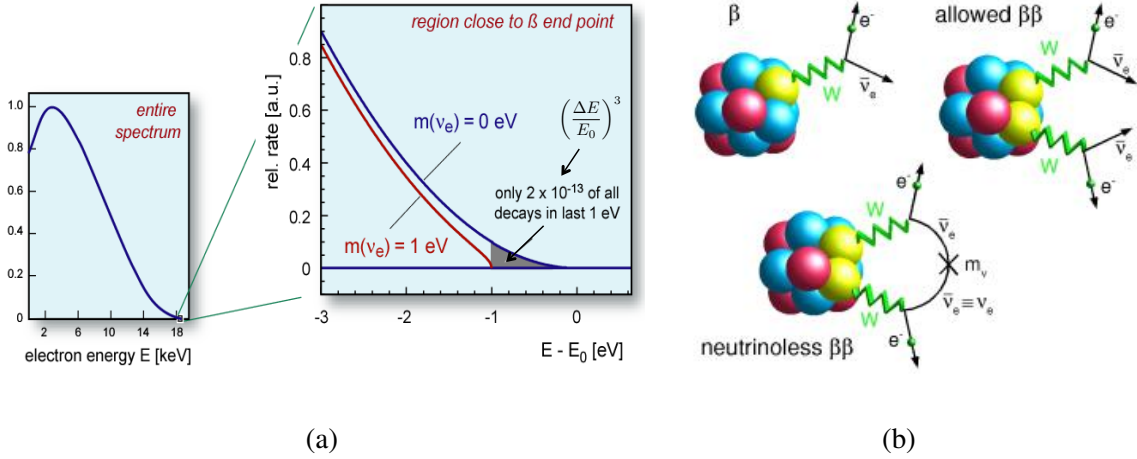 entire
spectrum
1.0
0.8
0.6
0.4
0.2
0
2 6 10 14 18
electron energy E [keV]
region close to ß end point
rel. rate [a.u.]
0.8
0.6
0.4
0.2
0
m(νe) = 0 eV
(ΔE/E₀)³
only 2 x 10⁻¹³ of all
decays in last 1 eV
m(νe) = 1 eV
-3 -2 -1 0
E - E₀ [eV]
(a)
β
e⁻
W
ν̄e
allowed ββ
e⁻
W
ν̄e
W
ν̄e
e⁻
e⁻
W
ν̄e
mν
ν̄e ≡ νe
W
e⁻
neutrinoless ββ
(b)